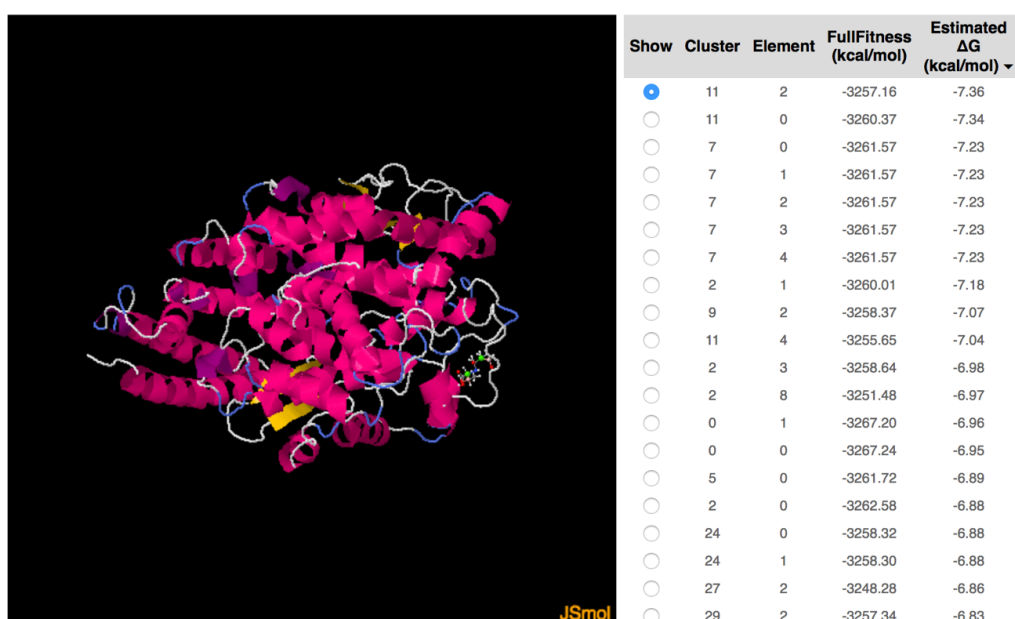 Show Cluster Element FullFitness (kcal/mol) Estimated ΔG (kcal/mol)
11 2 -3257.16 -7.36
11 0 -3260.37 -7.34
7 0 -3261.57 -7.23
7 1 -3261.57 -7.23
7 2 -3261.57 -7.23
7 3 -3261.57 -7.23
7 4 -3261.57 -7.23
2 1 -3260.01 -7.18
9 2 -3258.37 -7.07
11 4 -3255.65 -7.04
2 3 -3258.64 -6.98
2 8 -3251.48 -6.97
0 1 -3267.20 -6.96
0 0 -3267.24 -6.95
5 0 -3261.72 -6.89
2 0 -3262.58 -6.88
24 0 -3258.32 -6.88
24 1 -3258.30 -6.88
27 2 -3248.28 -6.86
29 2 -3257.34 -6.83
JSmol